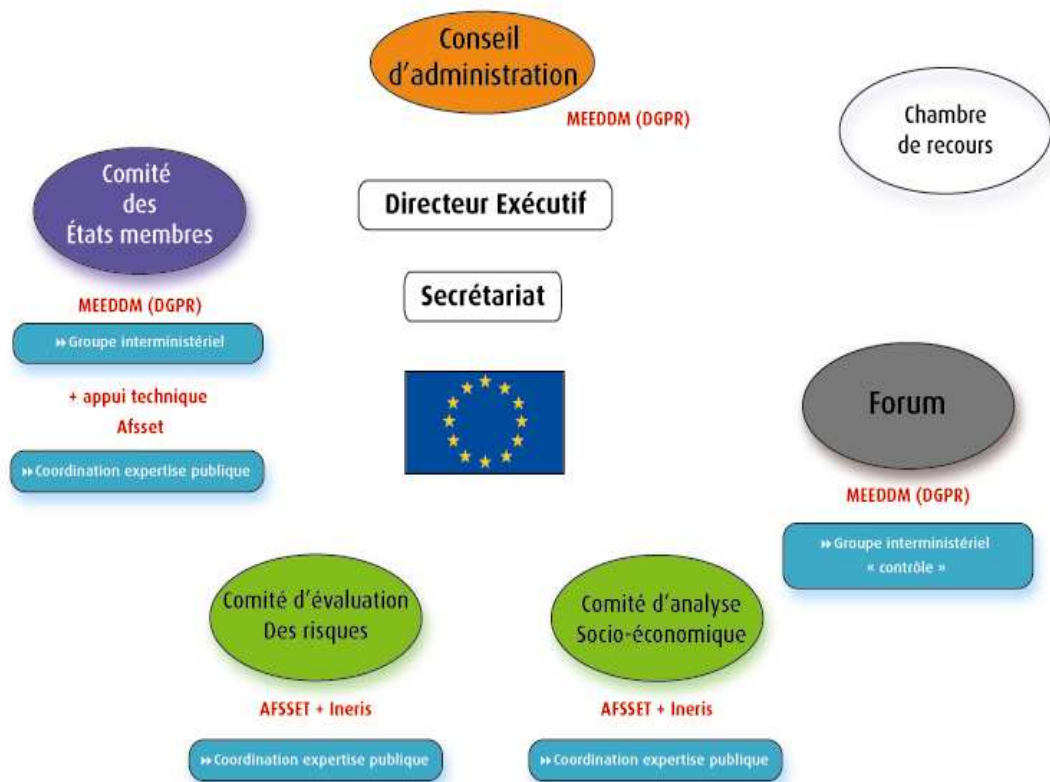 Conseil
d'administration
MEEDDM (DGPR)
Chambre
de recours
Comité
des
États membres
MEEDDM (DGPR)
»Groupe interministériel
+ appui technique
Afsset
»Coordination expertise publique
Directeur Exécutif
Secrétariat
Forum
MEEDDM (DGPR)
»Groupe interministériel
« contrôle »
Comité d'évaluation
Des risques
AFSSET + Ineris
»Coordination expertise publique
Comité d'analyse
Socio-économique
AFSSET + Ineris
»Coordination expertise publique